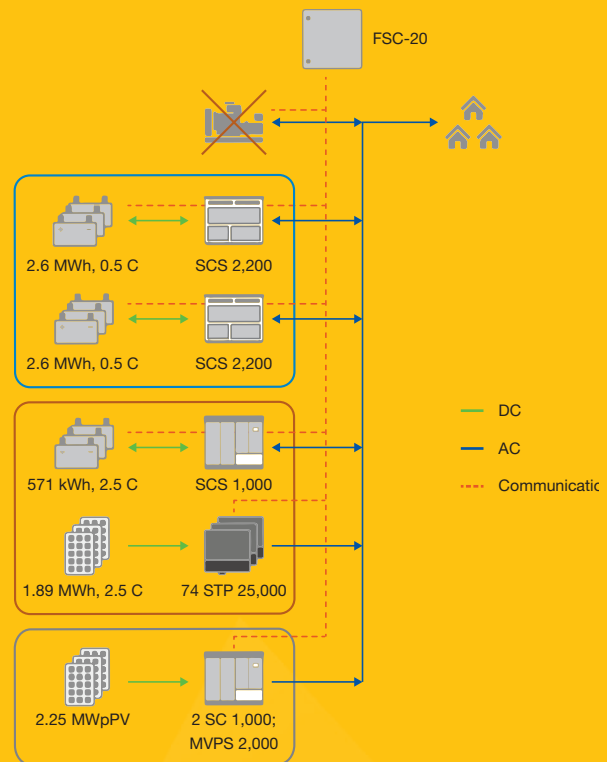 FSC-20
2.6 MWh, 0.5 C
SCS 2,200
2.6 MWh, 0.5 C
SCS 2,200
DC
AC
Communicatic
571 kWh, 2.5 C
SCS 1,000
1.89 MWh, 2.5 C
74 STP 25,000
2.25 MWpPV
2 SC 1,000;
MVPS 2,000